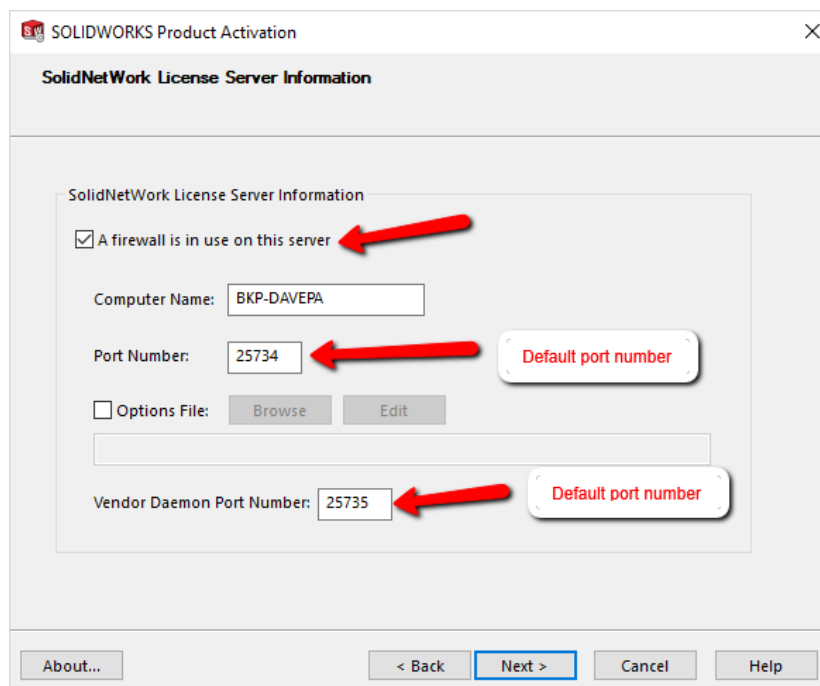 SOLIDWORKS Product Activation
SolidNetWork License Server Information
SolidNetWork License Server Information
A firewall is in use on this server
Computer Name: BKP-DAVEPA
Port Number: 25734
Default port number
Options File: Browse Edit
Vendor Daemon Port Number: 25735
Default port number
About... < Back Next > Cancel Help